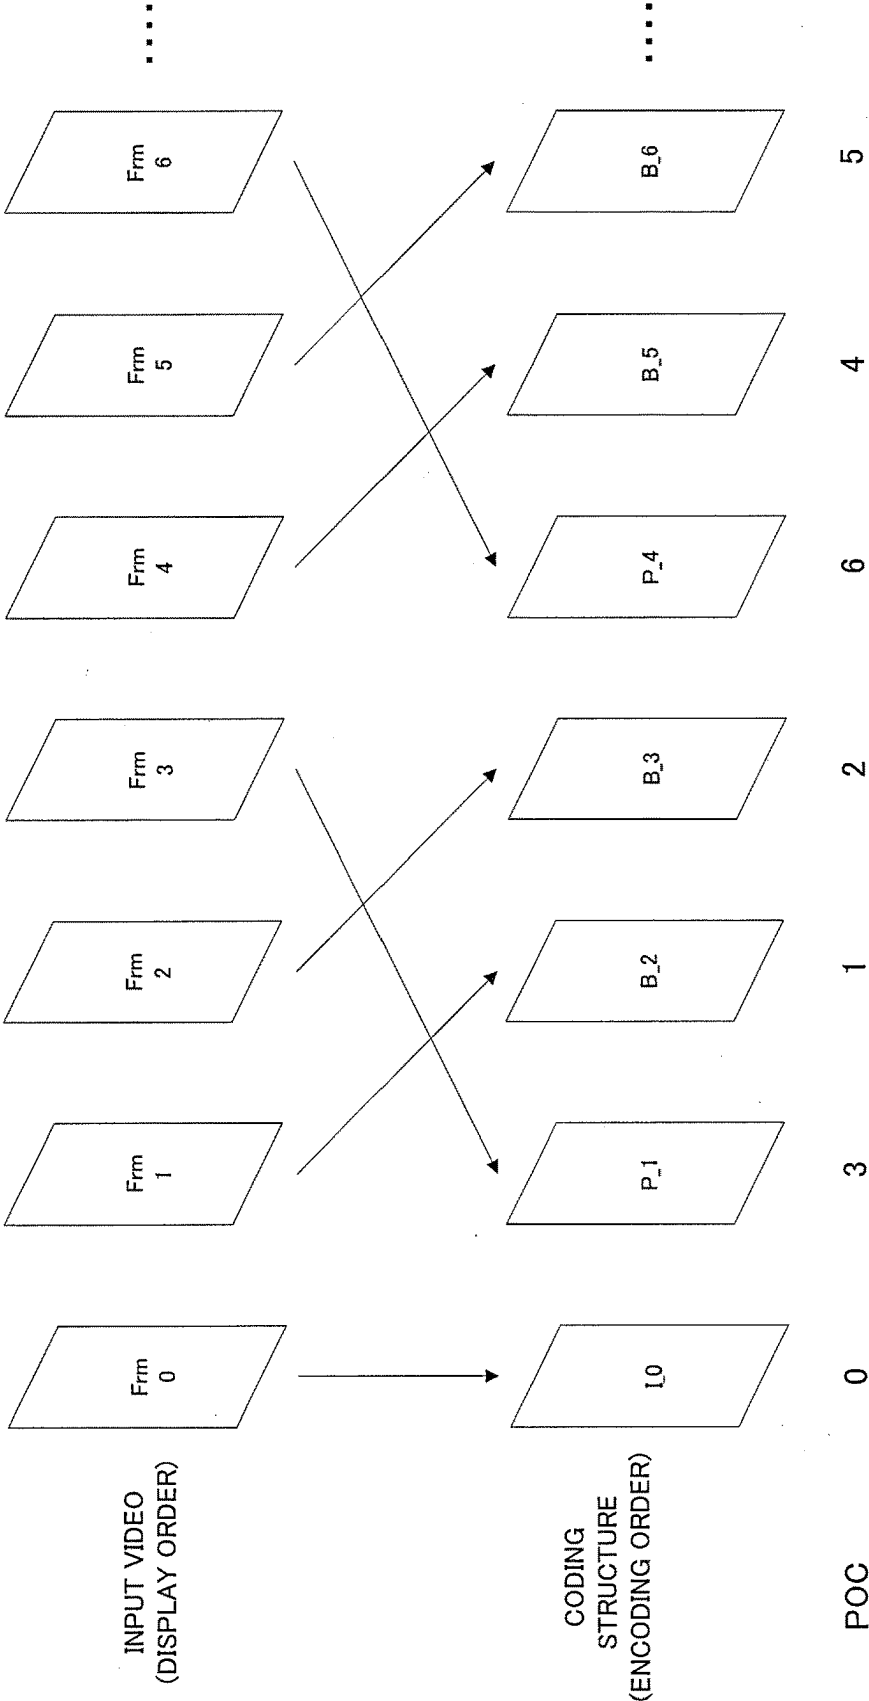 INPUT VIDEO
(DISPLAY ORDER)
Frm
0
Frm
1
Frm
2
Frm
3
Frm
4
Frm
5
Frm
6
....
CODING
STRUCTURE
(ENCODING ORDER)
I_0
P_1
B_2
B_3
P_4
B_5
B_6
....
POC
0
3
1
2
6
4
5